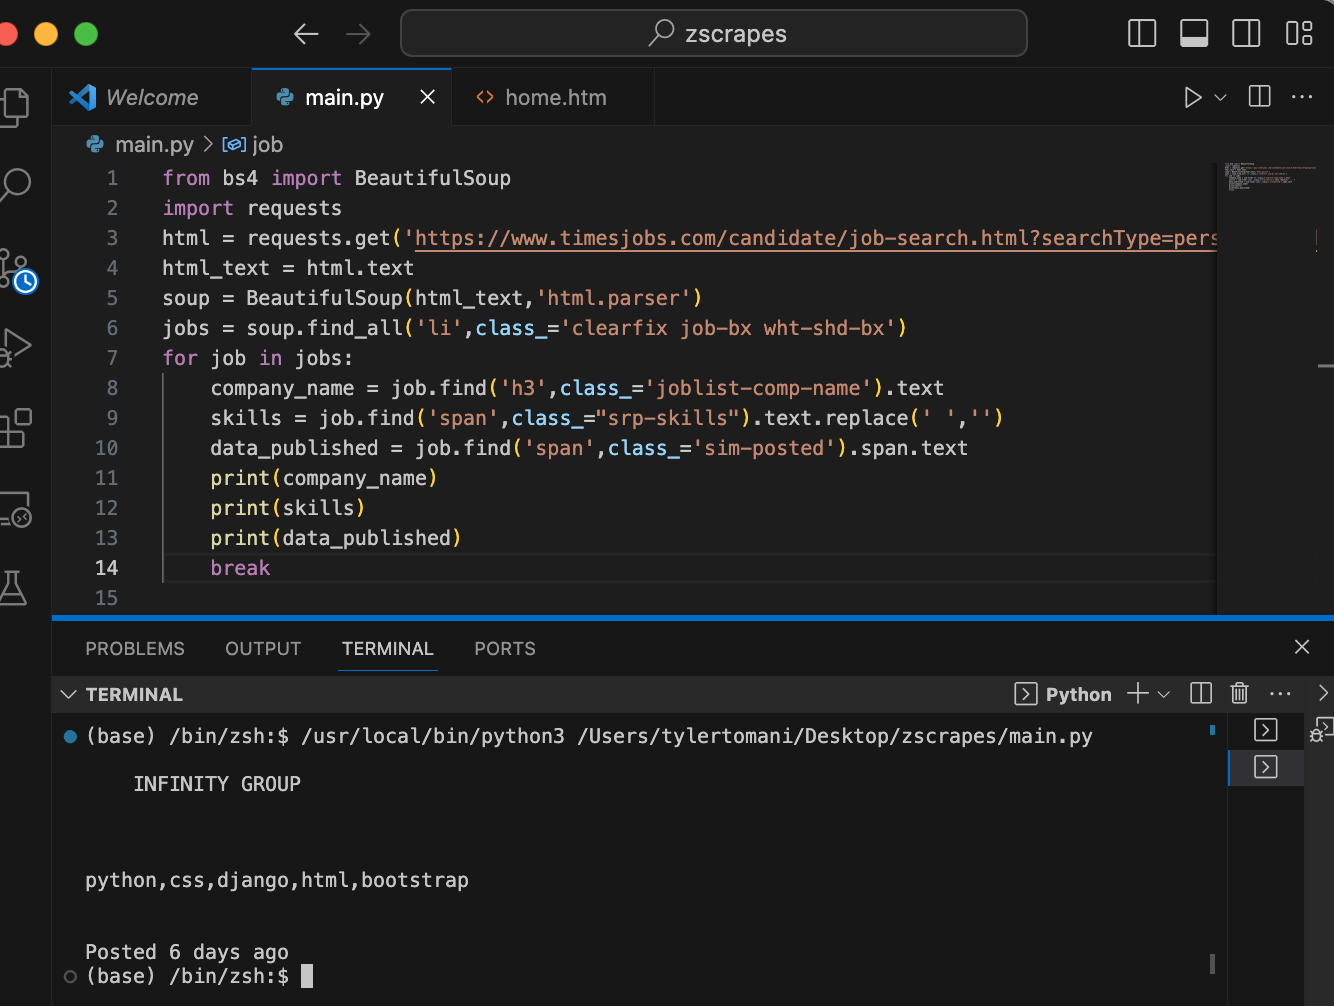 zscrapes
Welcome
main.py
home.htm
main.py > job
1 from bs4 import BeautifulSoup
2 import requests
3 html = requests.get('https://www.timesjobs.com/candidate/job-search.html?searchType=pers
4 html_text = html.text
5 soup = BeautifulSoup(html_text,'html.parser')
6 jobs = soup.find_all('li',class_='clearfix job-bx wht-shd-bx')
7 for job in jobs:
8     company_name = job.find('h3',class_='joblist-comp-name').text
9     skills = job.find('span',class_="srp-skills").text.replace(' ','')
10     data_published = job.find('span',class_='sim-posted').span.text
11     print(company_name)
12     print(skills)
13     print(data_published)
14     break
15
PROBLEMS OUTPUT TERMINAL PORTS
TERMINAL
Python
(base) /bin/zsh:$ /usr/local/bin/python3 /Users/tylertomani/Desktop/zscrapes/main.py
INFINITY GROUP
python,css,django,html,bootstrap
Posted 6 days ago
(base) /bin/zsh:$